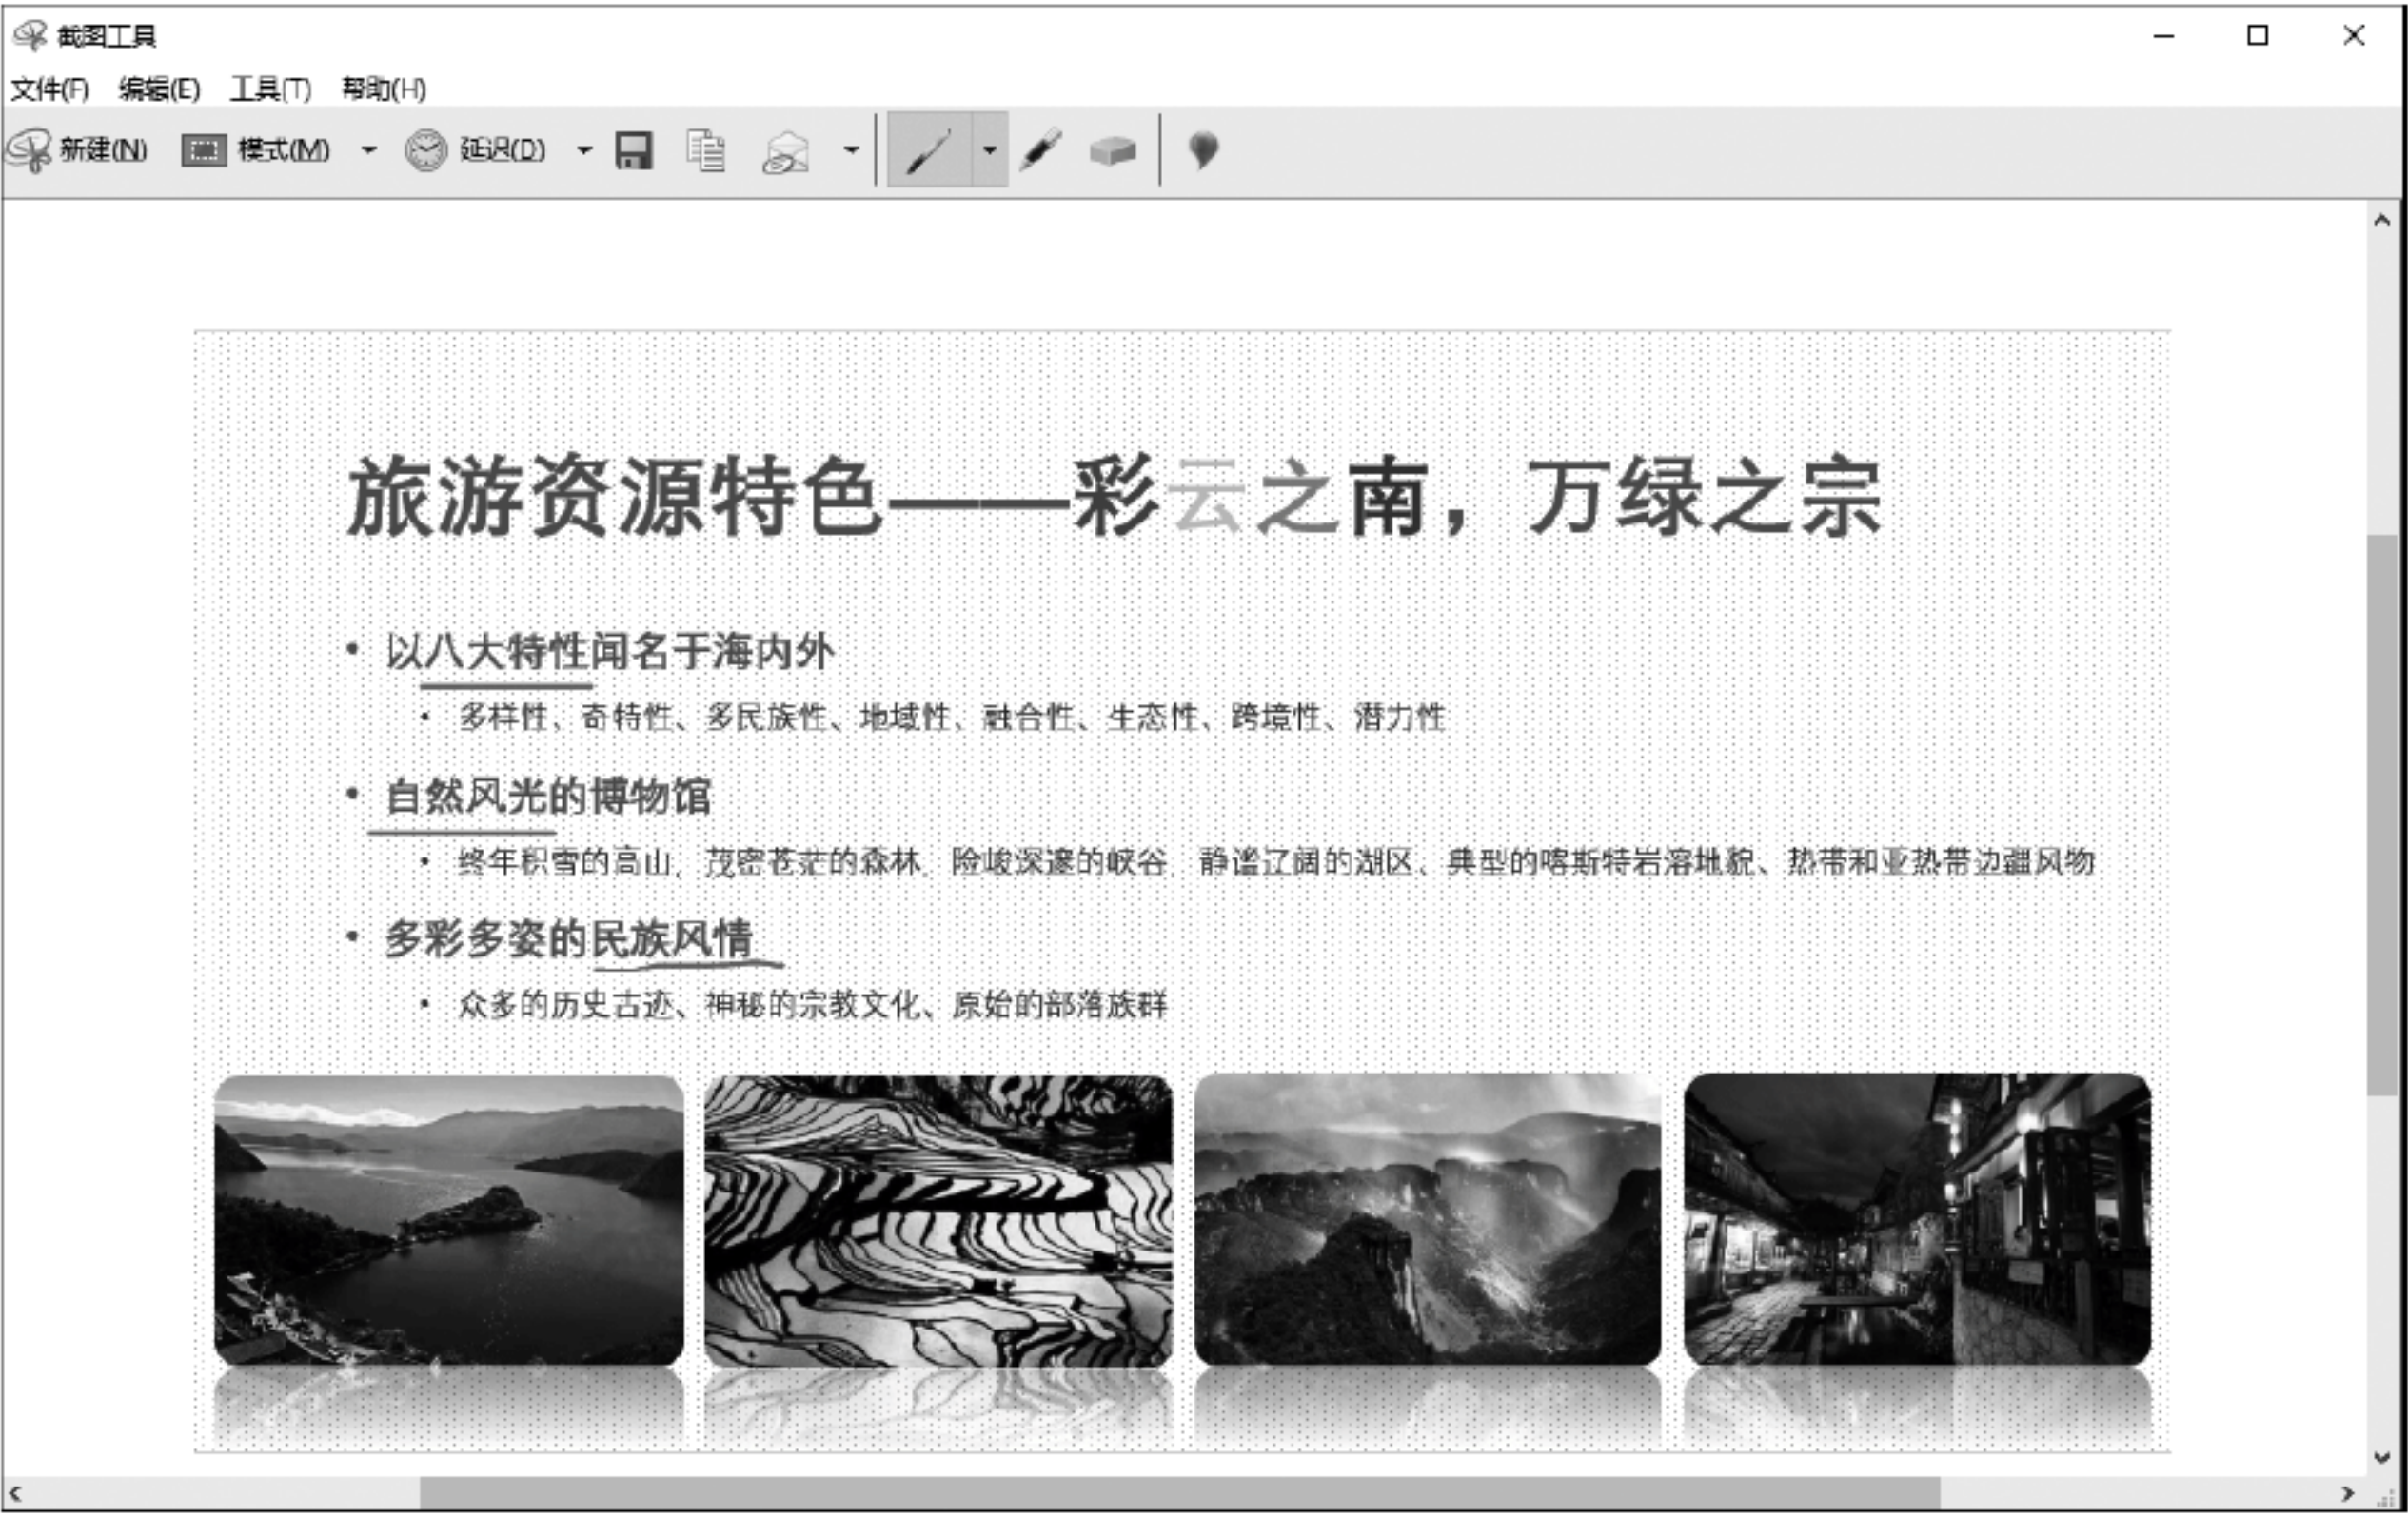 截图工具
文件(F) 编辑(E) 工具(T) 帮助(H)
新建(N) 模式(M) 延迟(D)
旅游资源特色——彩云之南，万绿之宗
• 以八大特性闻名于海内外
• 多样性、奇特性、多民族性、地域性、融合性、生态性、跨境性、潜力性
• 自然风光的博物馆
• 终年积雪的高山、茂密苍茫的森林、险峻深邃的峡谷、静谧辽阔的湖区、典型的喀斯特岩溶地貌、热带和亚热带边疆风物
• 多彩多姿的民族风情
• 众多的历史古迹、神秘的宗教文化、原始的部落族群